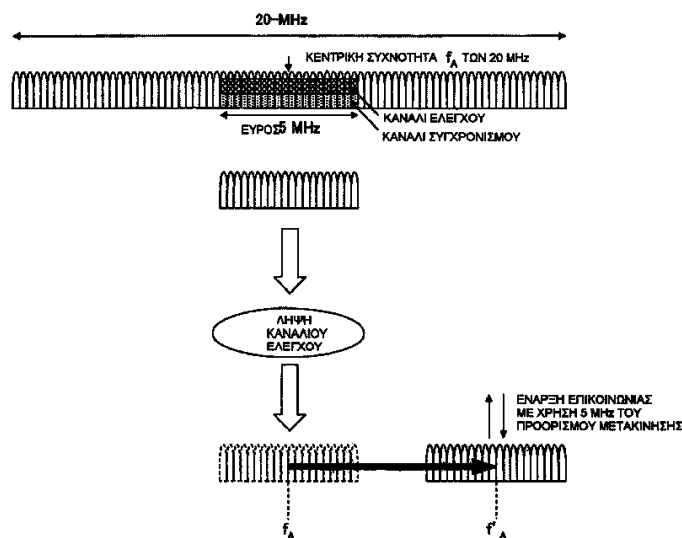 20-MHz
ΚΕΝΤΡΙΚΗ ΣΥΧΝΟΤΗΤΑ fA ΤΩΝ 20 MHz
ΕΥΡΟΣ 5 MHz
ΚΑΝΑΛΙ ΕΛΕΓΧΟΥ
ΚΑΝΑΛΙ ΣΥΓΧΡΟΝΙΣΜΟΥ
ΛΗΨΗ
ΚΑΝΑΛΙΟΥ
ΕΛΕΓΧΟΥ
ΕΝΑΡΞΗ ΕΠΙΚΟΙΝΩΝΙΑΣ
ΜΕ ΧΡΗΣΗ 5 MHz ΤΟΥ
ΠΡΟΟΡΙΣΜΟΥ ΜΕΤΑΚΙΝΗΣΗΣ
fA
f'A